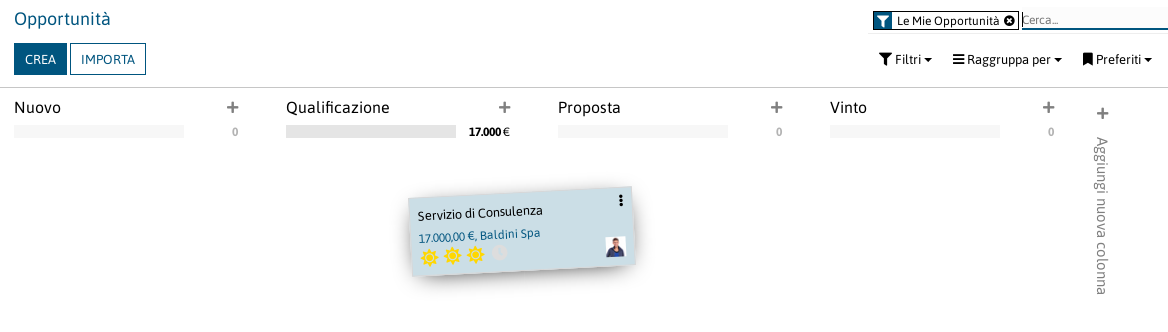 Opportunità
Le Mie Opportunità Cerca...
CREA IMPORTA
Filtri Raggruppa per Preferiti
Nuovo Qualificazione Proposta Vinto
0 17.000 € 0 0
Aggiungi nuova colonna
Servizio di Consulenza
17.000,00 €, Baldini Spa